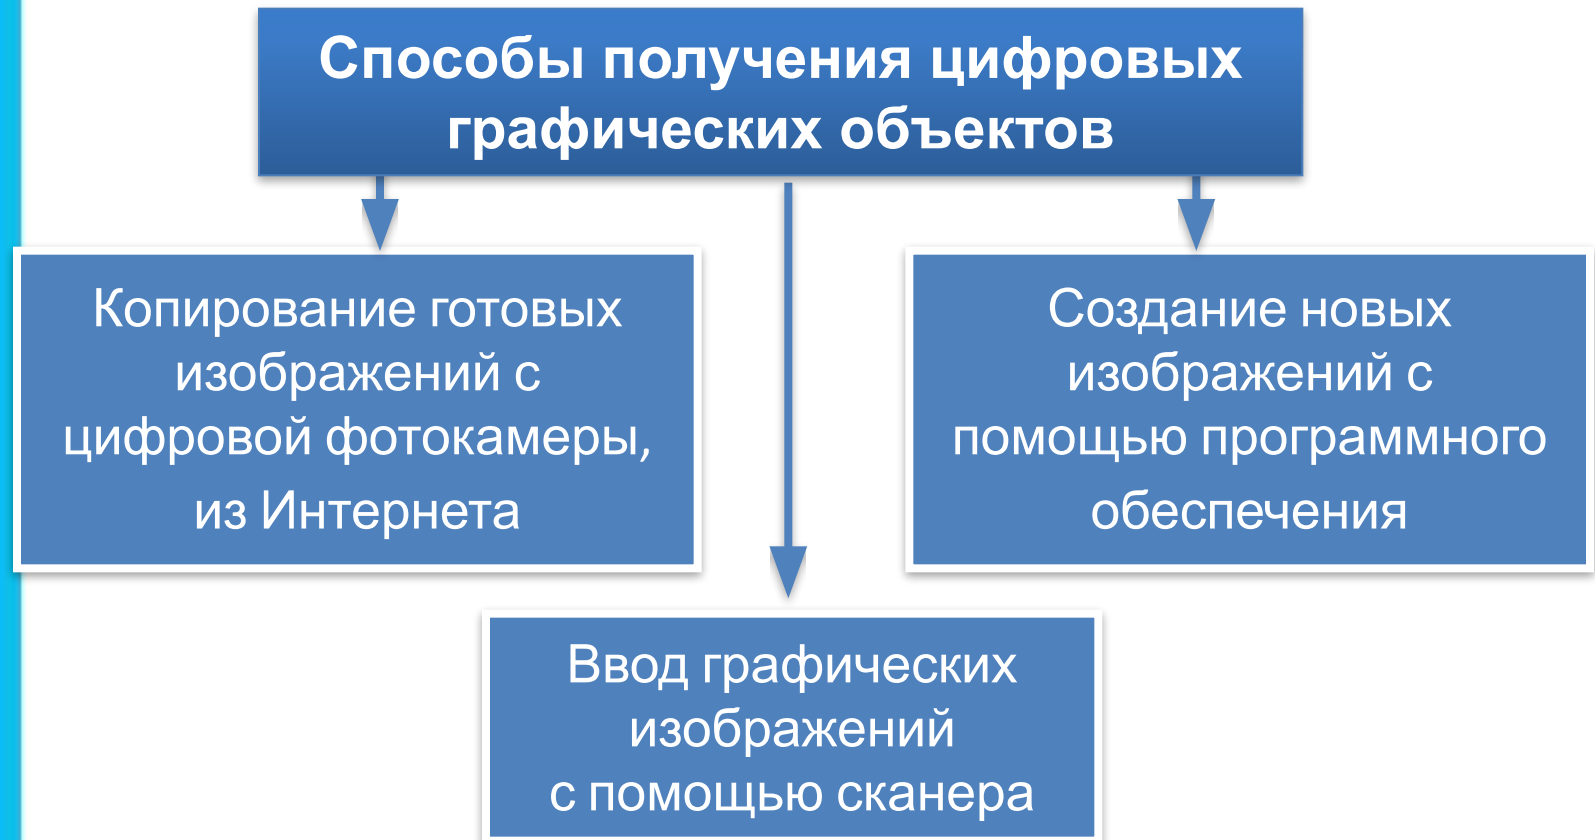 Способы получения цифровых
графических объектов
Копирование готовых
изображений с
цифровой фотокамеры,
из Интернета
Создание новых
изображений с
помощью программного
обеспечения
Ввод графических
изображений
с помощью сканера